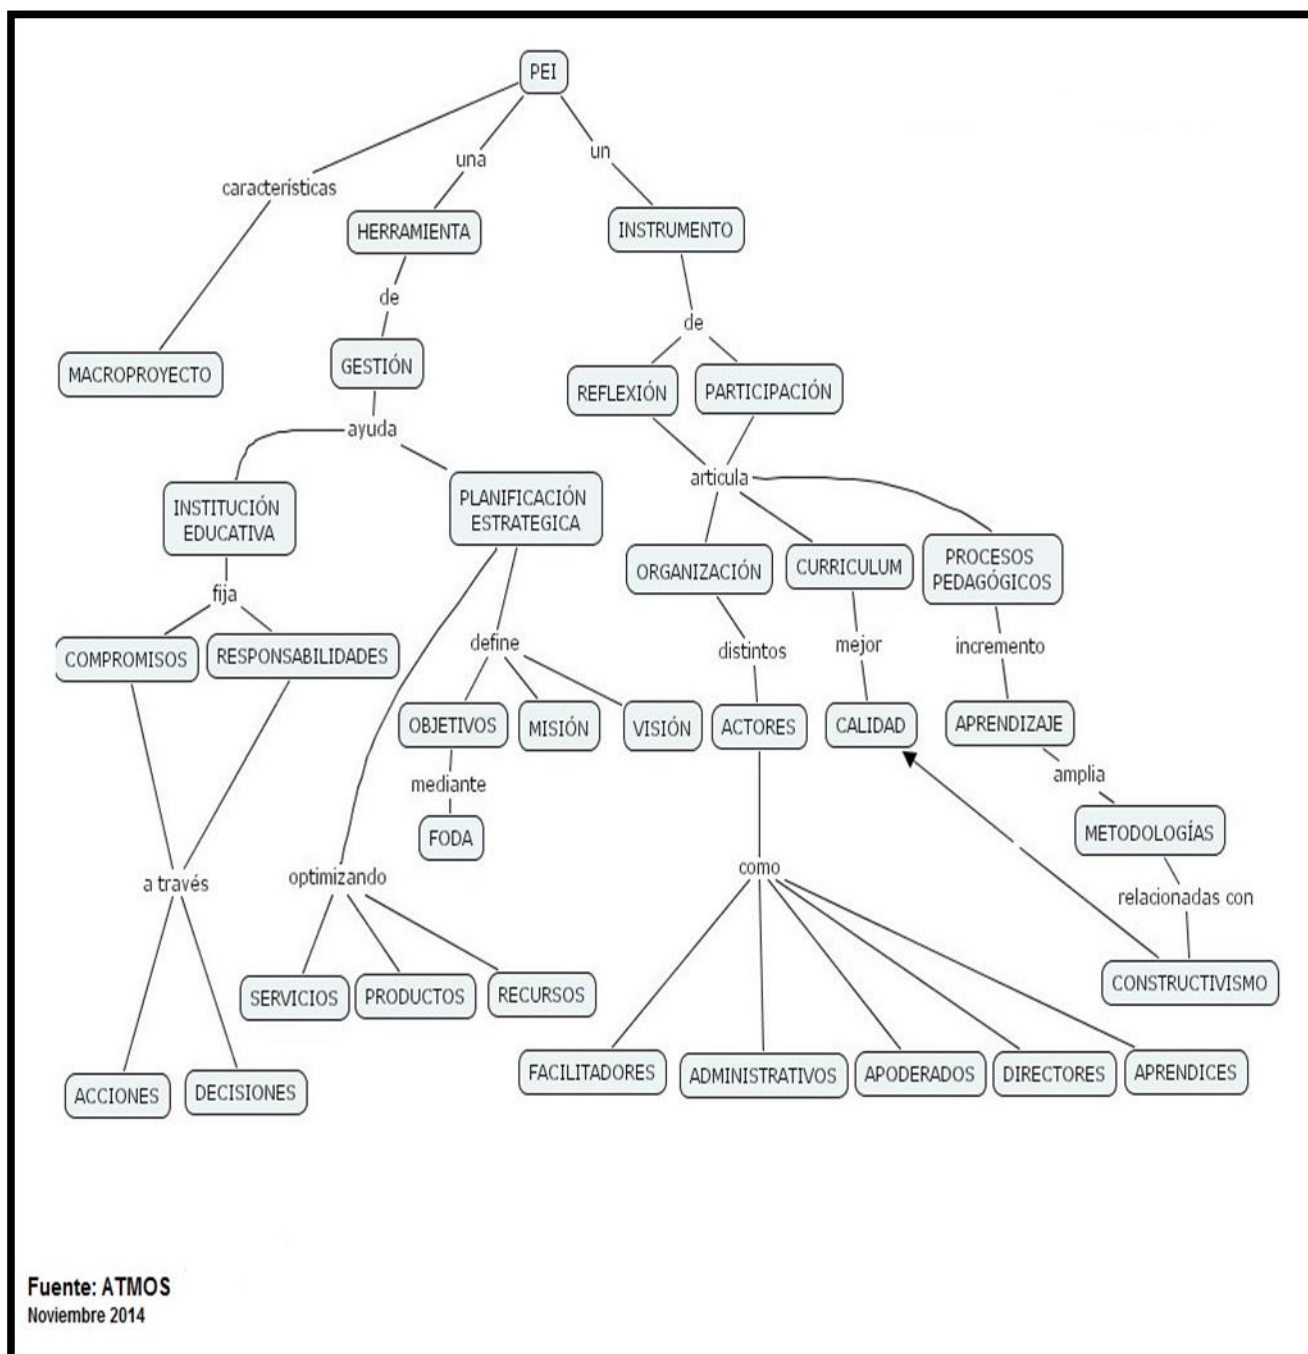 PEI
una
un
características
HERRAMIENTA
INSTRUMENTO
de
de
MACROPROYECTO
GESTIÓN
REFLEXIÓN
PARTICIPACIÓN
ayuda
articula
INSTITUCIÓN
EDUCATIVA
PLANIFICACIÓN
ESTRATEGICA
ORGANIZACIÓN
CURRICULUM
PROCESOS
PEDAGÓGICOS
fija
COMPROMISOS
RESPONSABILIDADES
define
distintos
mejor
incremento
OBJETIVOS
MISIÓN
VISIÓN
ACTORES
CALIDAD
APRENDIZAJE
mediante
amplia
FODA
METODOLOGÍAS
a través
optimizando
como
relacionadas con
SERVICIOS
PRODUCTOS
RECURSOS
CONSTRUCTIVISMO
ACCIONES
DECISIONES
FACILITADORES
ADMINISTRATIVOS
APODERADOS
DIRECTORES
APRENDICES
Fuente: ATMOS
Noviembre 2014